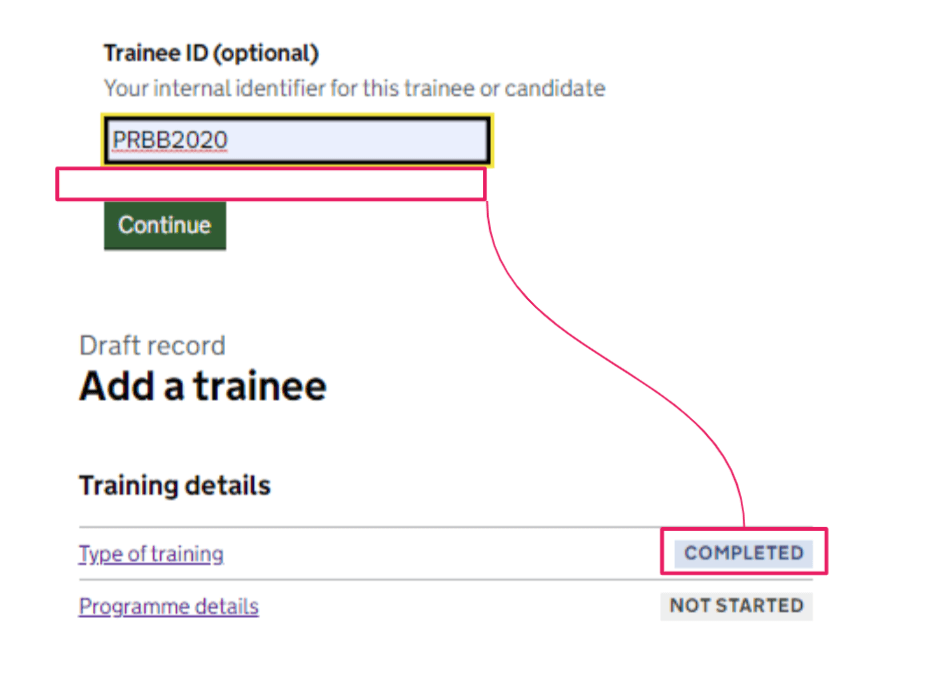 Trainee ID (optional)
Your internal identifier for this trainee or candidate
PRBB2020
Continue
Draft record
Add a trainee
Training details
Type of training COMPLETED
Programme details NOT STARTED